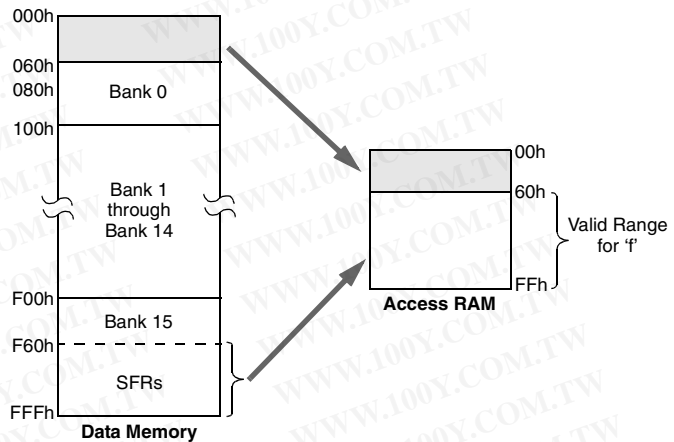 000h
060h
080h
Bank 0
100h
Bank 1
through
Bank 14
F00h
Bank 15
F60h
SFRs
FFFh
Data Memory
00h
60h
Valid Range
for ‘f’
FFh
Access RAM
WWW.100Y.COM.TW